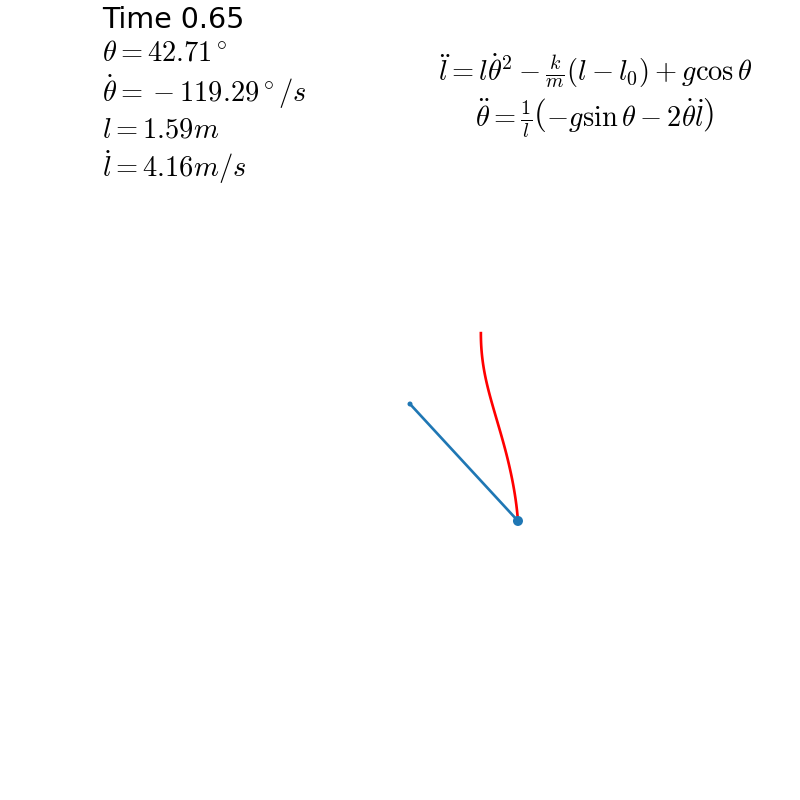 Time 0.65
θ = 42.71°
θ̇ = −119.29°/s
l = 1.59m
l̇ = 4.16m/s
l̈ = lθ̇² − k/m(l − l₀) + g cos θ
θ̈ = 1/l(−g sin θ − 2θ̇l̇)